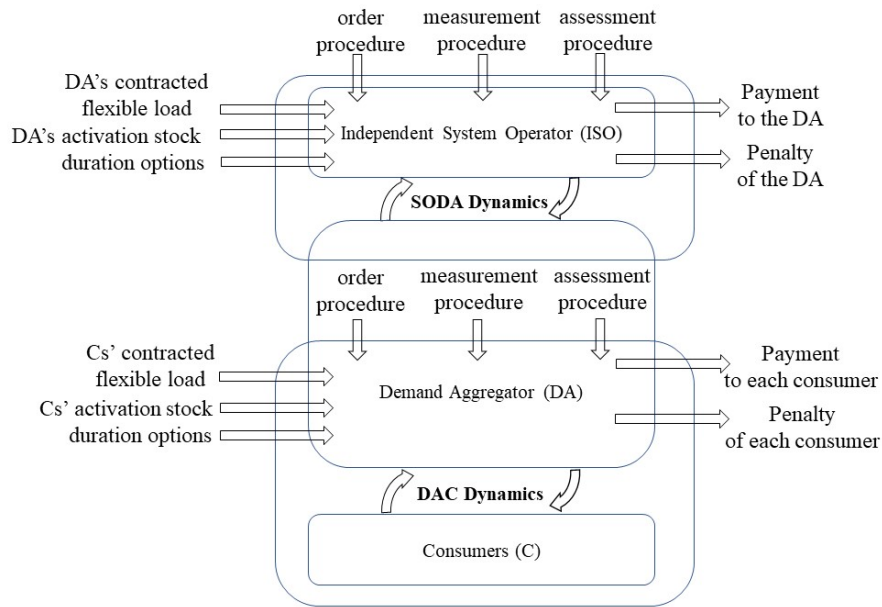 order
procedure
measurement
procedure
assessment
procedure
DA's contracted
flexible load
DA's activation stock
duration options
Independent System Operator (ISO)
Payment
to the DA
Penalty
of the DA
SODA Dynamics
order
procedure
measurement
procedure
assessment
procedure
Cs' contracted
flexible load
Cs' activation stock
duration options
Demand Aggregator (DA)
Payment
to each consumer
Penalty
of each consumer
DAC Dynamics
Consumers (C)